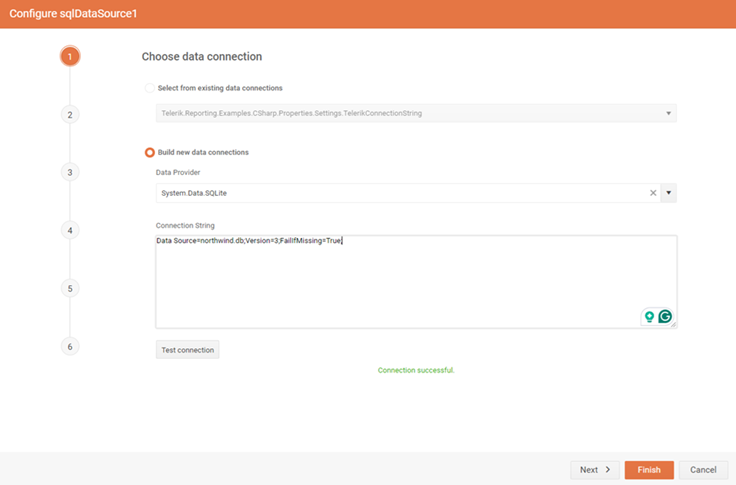 Configure sqlDataSource1
1
Choose data connection
Select from existing data connections
2
Telerik.Reporting.Examples.CSharp.Properties.Settings.TelerikConnectionString
Build new data connections
3
Data Provider
System.Data.SQLite
4
Connection String
Data Source=northwind.db;Version=3;FailIfMissing=True;
5
6
Test connection
Connection successful.
Next
Finish
Cancel